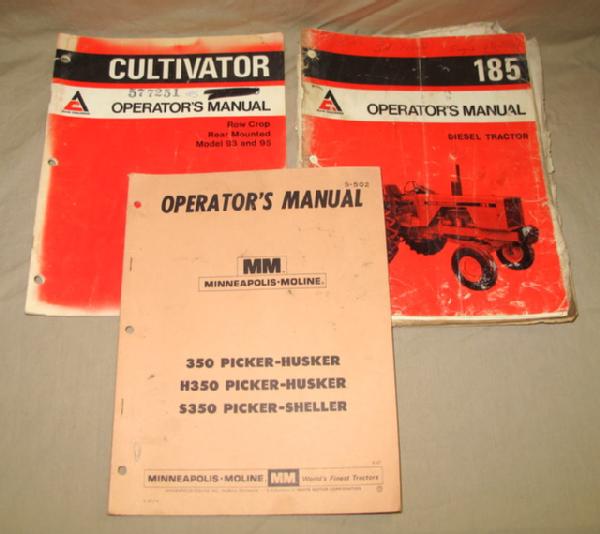 CULTIVATOR
577251
OPERATOR'S MANUAL
Row Crop
Rear Mounted
Model 93 and 95
185
OPERATOR'S MANUAL
DIESEL TRACTOR
S-502
OPERATOR'S MANUAL
MM
MINNEAPOLIS-MOLINE
350 PICKER-HUSKER
H350 PICKER-HUSKER
S350 PICKER-SHELLER
MINNEAPOLIS-MOLINE MM World's Finest Tractors